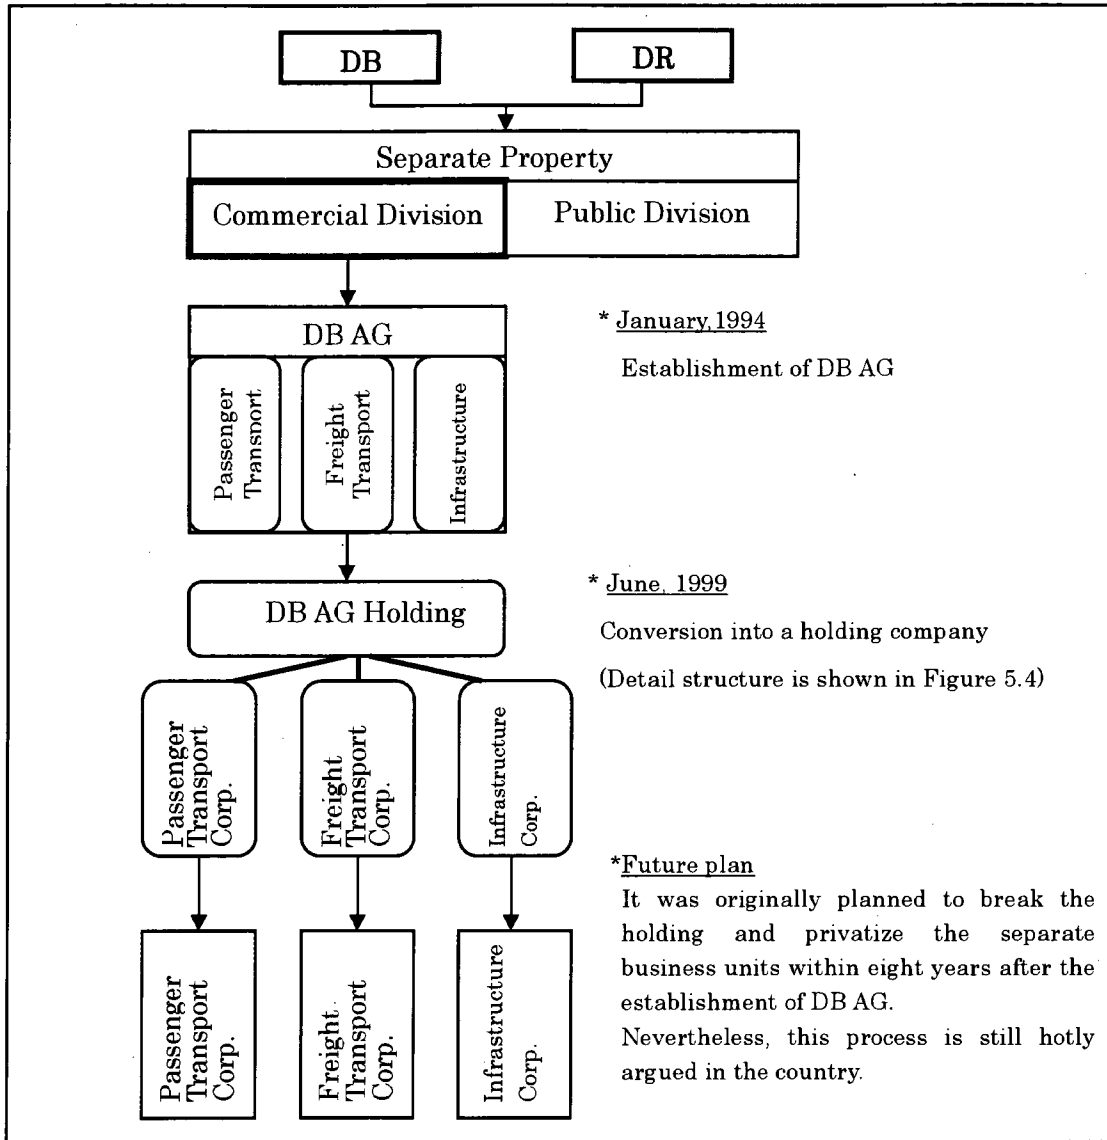 DB
DR
Separate Property
Commercial Division
Public Division
DB AG
Passenger
Transport
Freight
Transport
Infrastructure
* January,1994
Establishment of DB AG
DB AG Holding
* June, 1999
Conversion into a holding company
(Detail structure is shown in Figure 5.4)
Passenger
Transport
Corp.
Freight
Transport
Corp.
Infrastructure
Corp.
*Future plan
It was originally planned to break the
holding and privatize the separate
business units within eight years after the
establishment of DB AG.
Nevertheless, this process is still hotly
argued in the country.
Passenger
Transport
Corp.
Freight
Transport
Corp.
Infrastructure
Corp.